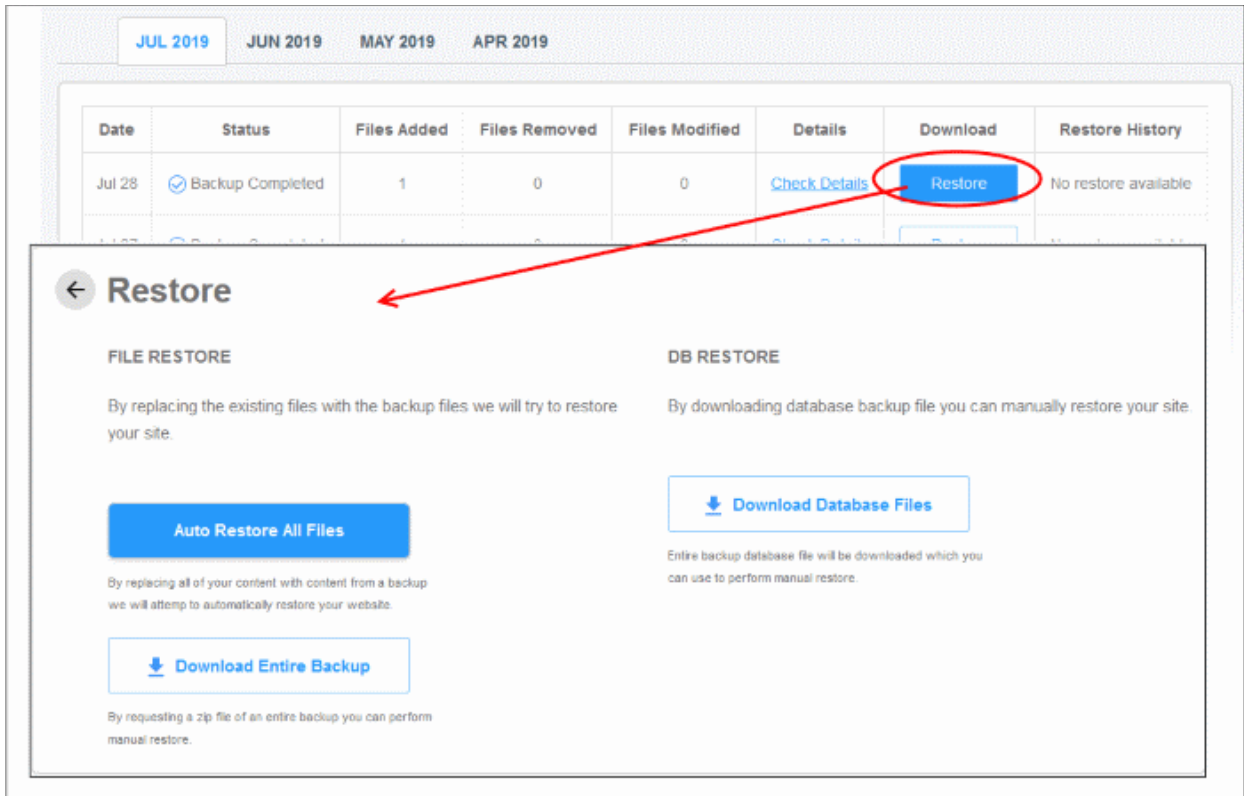 JUL 2019 JUN 2019 MAY 2019 APR 2019
Date Status Files Added Files Removed Files Modified Details Download Restore History
Jul 28 Backup Completed 1 0 0 Check Details Restore No restore available
Restore
FILE RESTORE
By replacing the existing files with the backup files we will try to restore
your site.
Auto Restore All Files
By replacing all of your content with content from a backup
we will attemp to automatically restore your website.
Download Entire Backup
By requesting a zip file of an entire backup you can perform
manual restore.
DB RESTORE
By downloading database backup file you can manually restore your site.
Download Database Files
Entire backup database file will be downloaded which you
can use to perform manual restore.